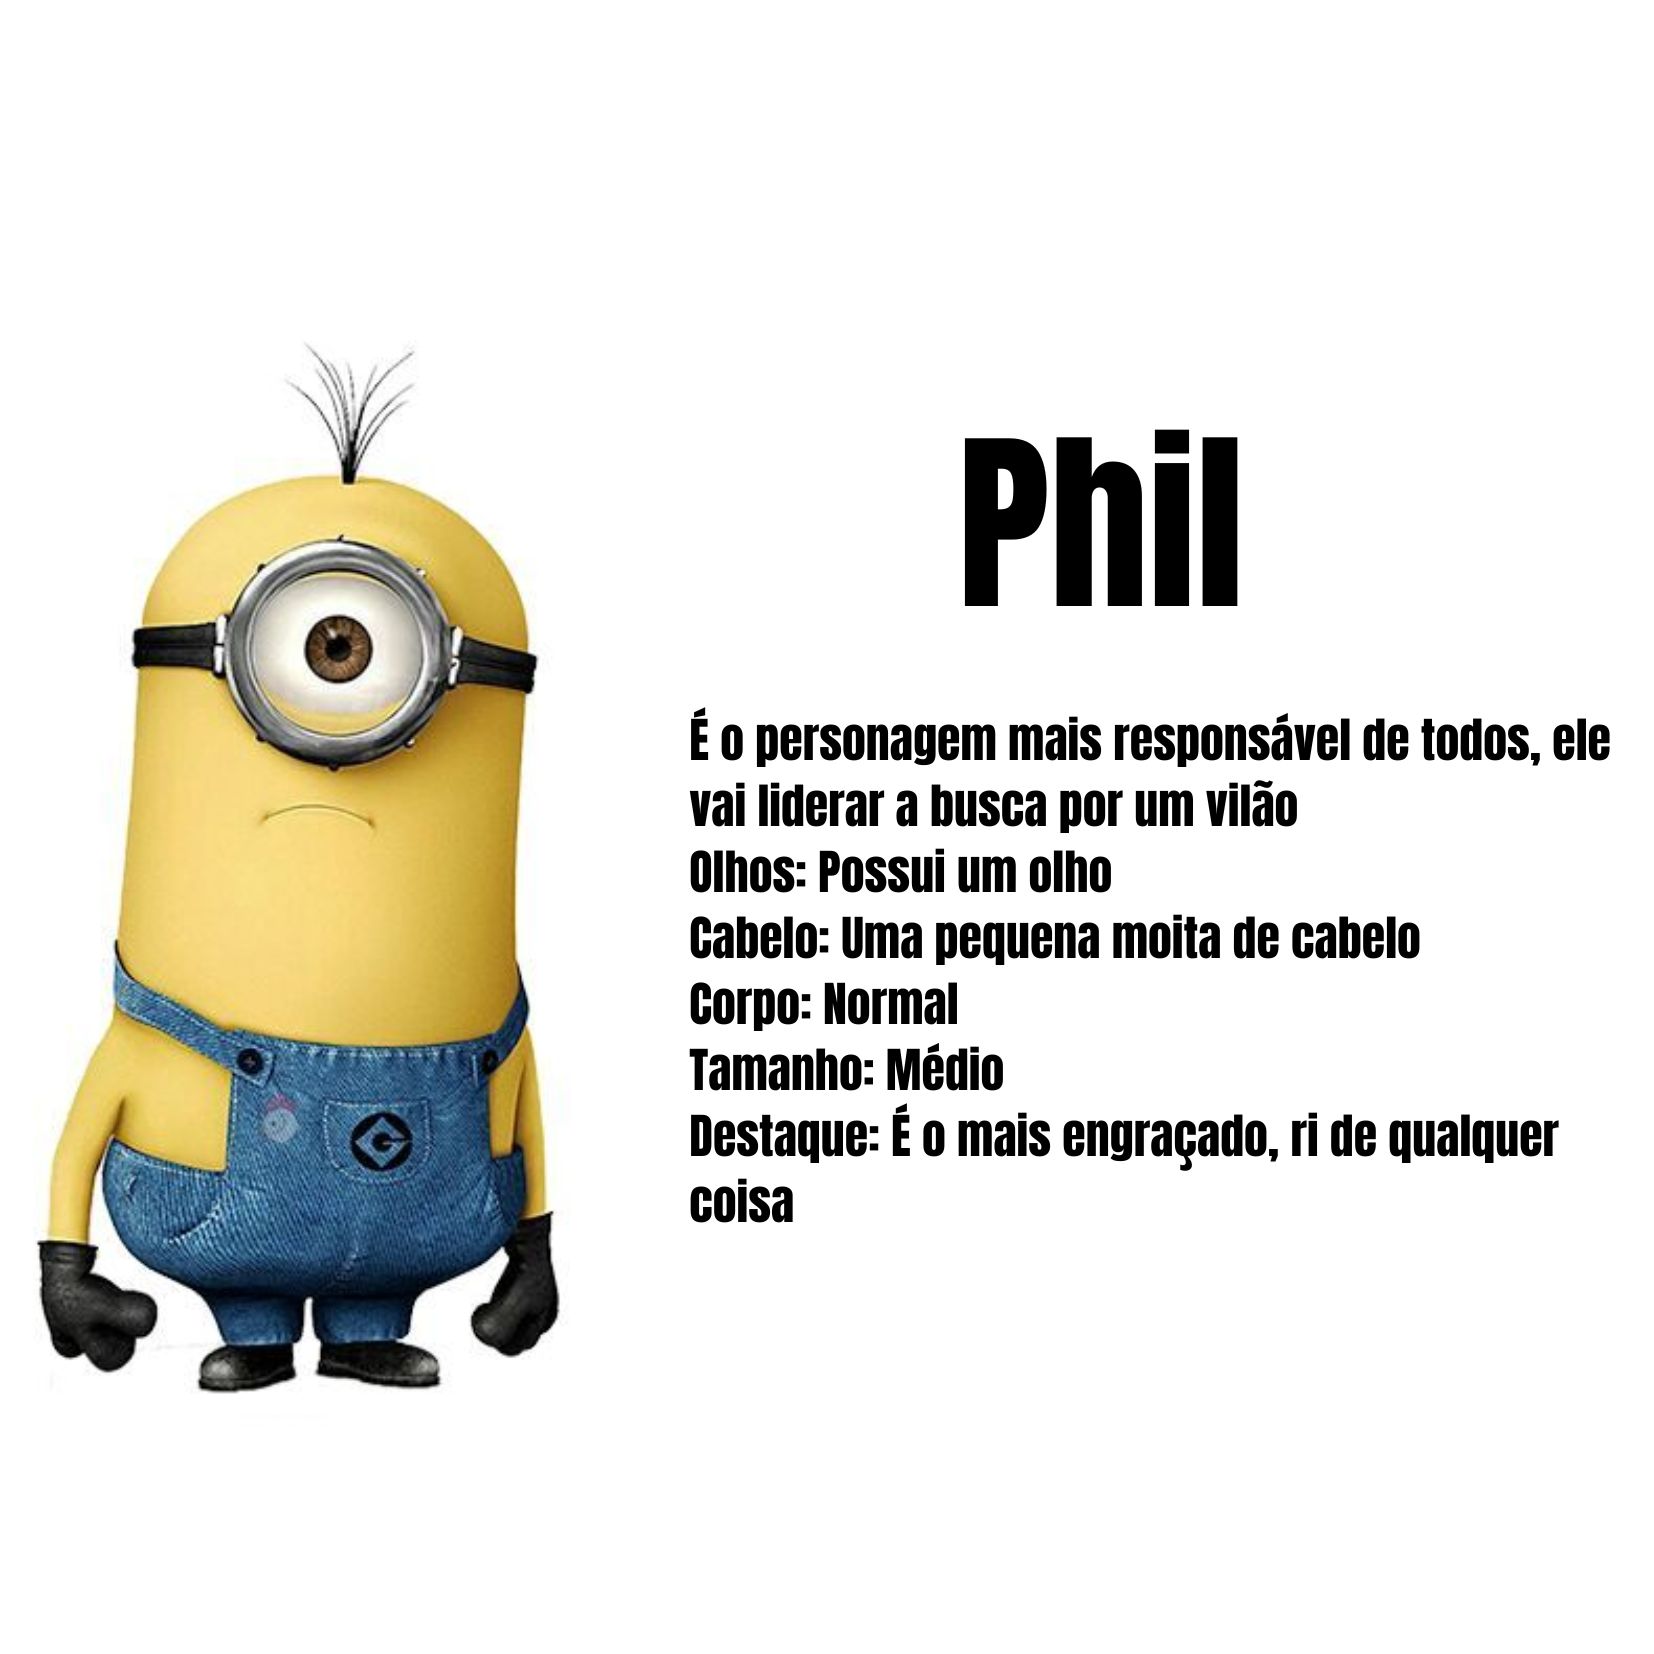 Phil
É o personagem mais responsável de todos, ele
vai liderar a busca por um vilão
Olhos: Possui um olho
Cabelo: Uma pequena moita de cabelo
Corpo: Normal
Tamanho: Médio
Destaque: É o mais engraçado, ri de qualquer
coisa